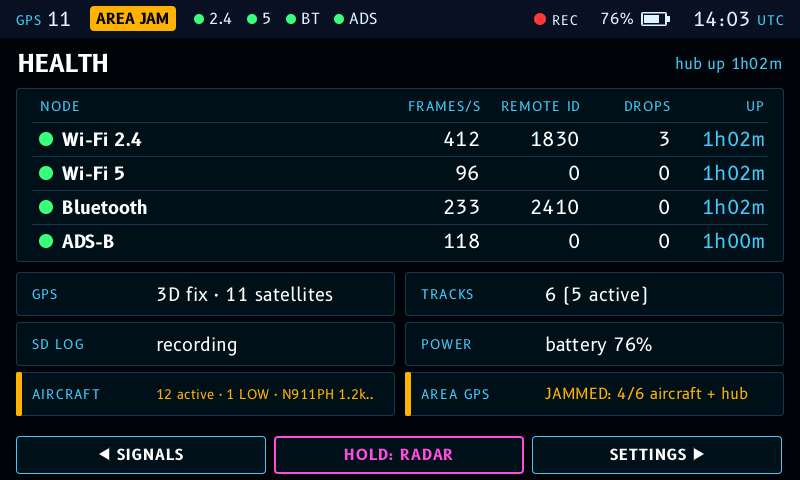 GPS 11 AREA JAM 2.4 5 BT ADS REC 76% 14:03 UTC
HEALTH hub up 1h02m
NODE FRAMES/S REMOTE ID DROPS UP
Wi-Fi 2.4 412 1830 3 1h02m
Wi-Fi 5 96 0 0 1h02m
Bluetooth 233 2410 0 1h02m
ADS-B 118 0 0 1h00m
GPS 3D fix · 11 satellites TRACKS 6 (5 active)
SD LOG recording POWER battery 76%
AIRCRAFT 12 active · 1 LOW · N911PH 1.2k.. AREA GPS JAMMED: 4/6 aircraft + hub
◀ SIGNALS HOLD: RADAR SETTINGS ▶